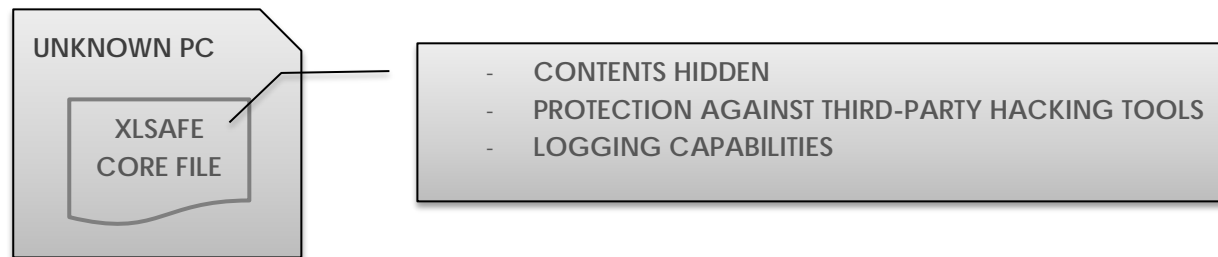 UNKNOWN PC
XLSAFE
CORE FILE
- CONTENTS HIDDEN
- PROTECTION AGAINST THIRD-PARTY HACKING TOOLS
- LOGGING CAPABILITIES